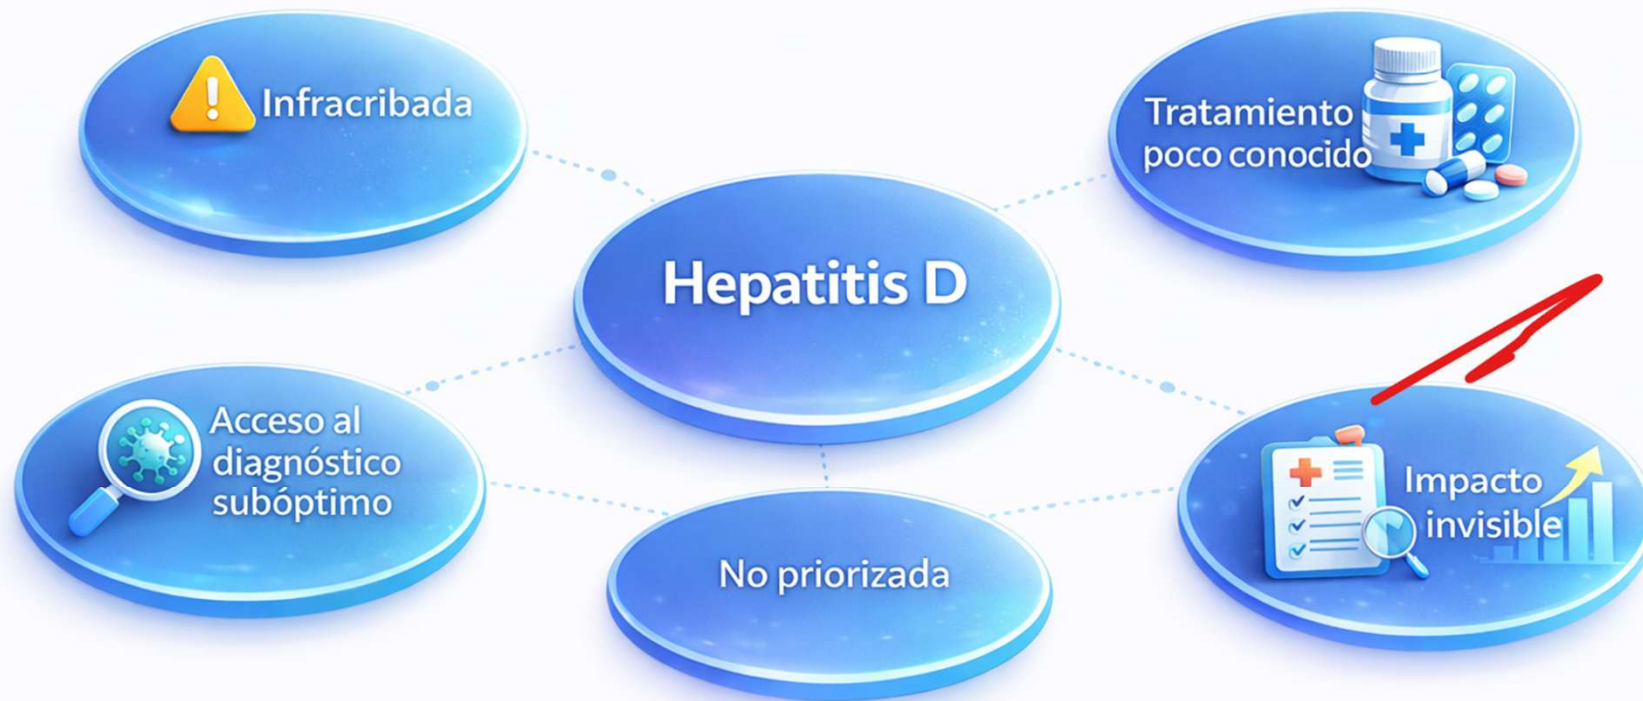 Infracribada
Tratamiento
poco conocido
Hepatitis D
Acceso al
diagnóstico
subóptimo
Impacto
invisible
No priorizada